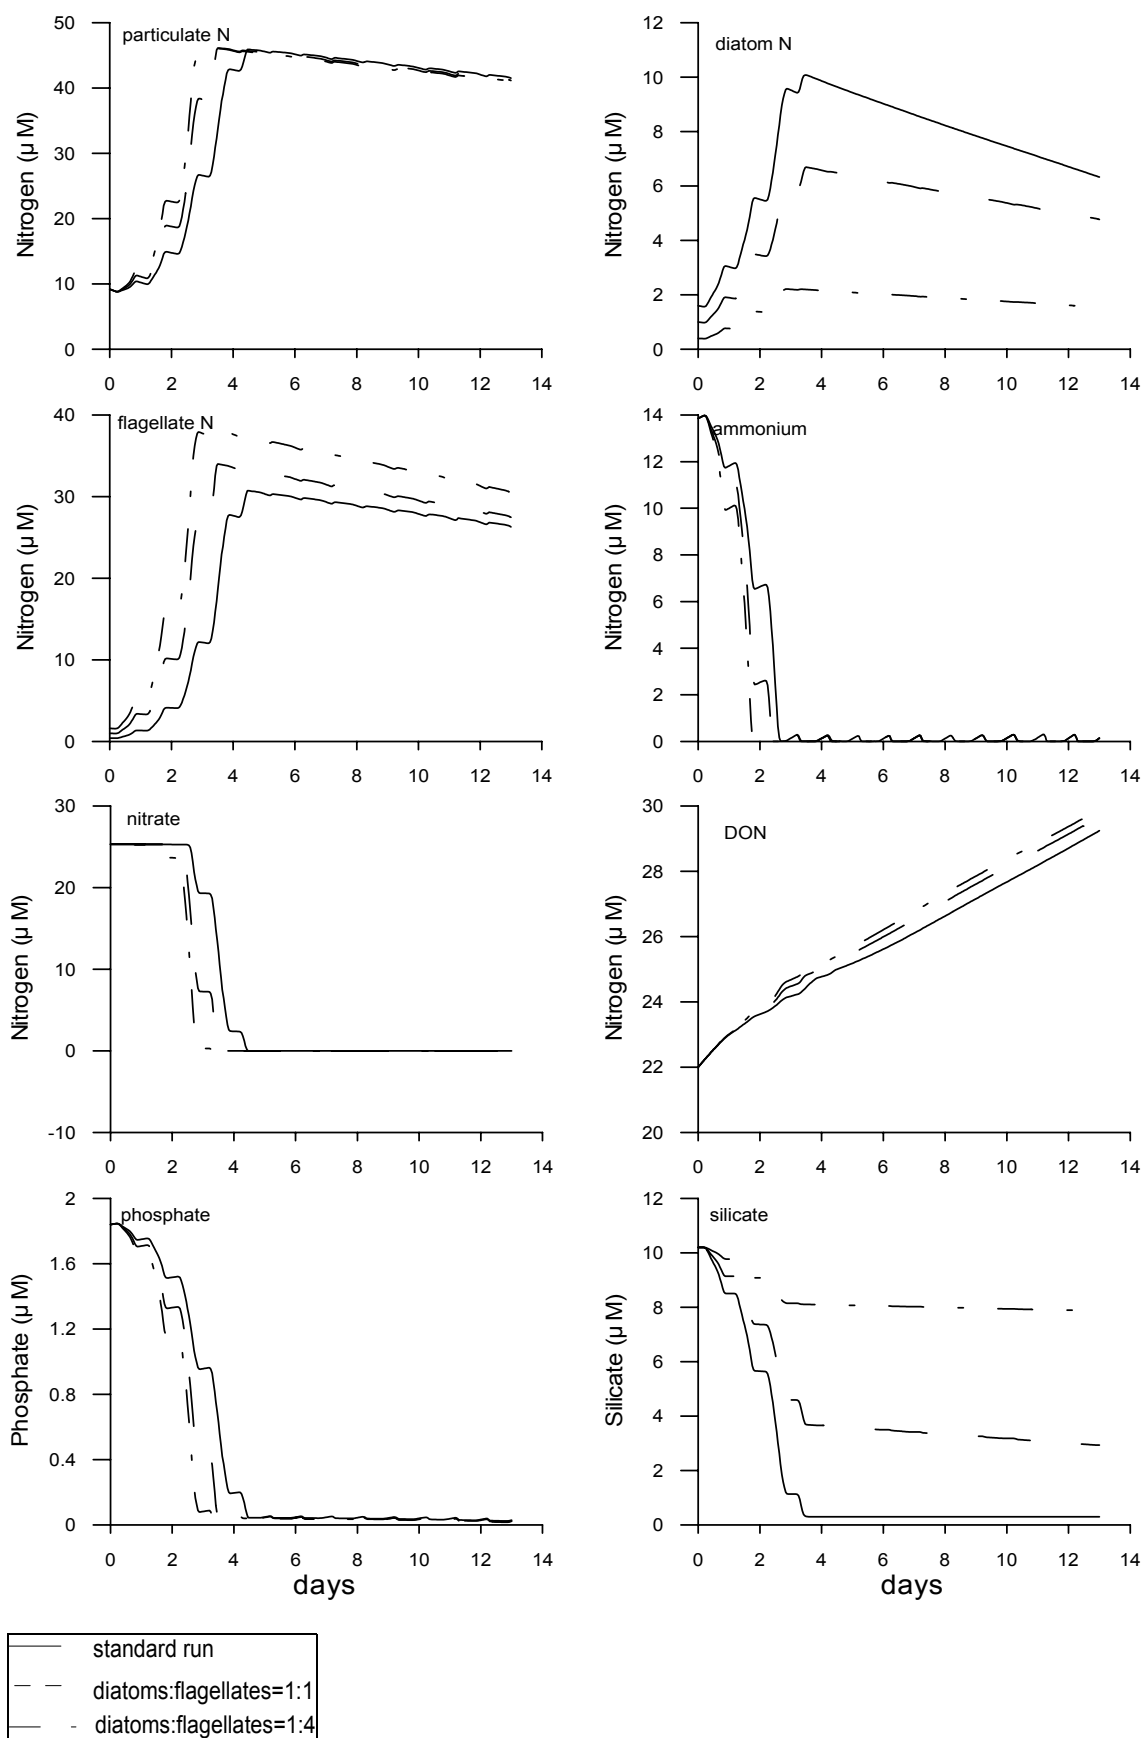 particulate N
Nitrogen (µ M)
50
40
30
20
10
0
0 2 4 6 8 10 12 14
diatom N
Nitrogen (µ M)
12
10
8
6
4
2
0
0 2 4 6 8 10 12 14
flagellate N
Nitrogen (µ M)
40
30
20
10
0
0 2 4 6 8 10 12 14
ammonium
Nitrogen (µ M)
14
12
10
8
6
4
2
0
0 2 4 6 8 10 12 14
nitrate
Nitrogen (µ M)
30
20
10
0
-10
0 2 4 6 8 10 12 14
DON
Nitrogen (µ M)
30
28
26
24
22
20
0 2 4 6 8 10 12 14
phosphate
Phosphate (µ M)
2
1.6
1.2
0.8
0.4
0
0 2 4 6 8 10 12 14
days
silicate
Silicate (µ M)
12
10
8
6
4
2
0
0 2 4 6 8 10 12 14
days
standard run
diatoms:flagellates=1:1
diatoms:flagellates=1:4